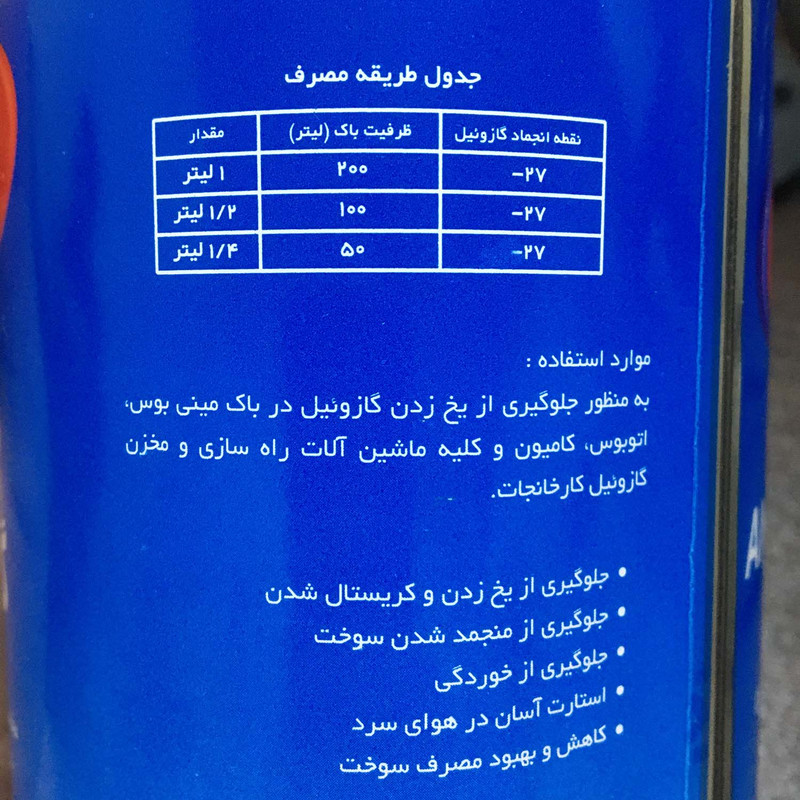 جدول طریقه مصرف
نقطه انجماد گازوئیل ظرفیت باک (لیتر) مقدار
-۲۷ ۲۰۰ ۱ لیتر
-۲۷ ۱۰۰ ۱/۲ لیتر
-۲۷ ۵۰ ۱/۴ لیتر
موارد استفاده :
به منظور جلوگیری از یخ زدن گازوئیل در باک مینی بوس،
اتوبوس، کامیون و کلیه ماشین آلات راه سازی و مخزن
گازوئیل کارخانجات.
• جلوگیری از یخ زدن و کریستال شدن
• جلوگیری از منجمد شدن سوخت
• جلوگیری از خوردگی
• استارت آسان در هوای سرد
• کاهش و بهبود مصرف سوخت